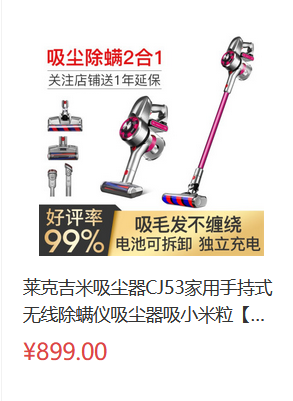 吸尘除螨2合1
关注店铺送1年延保
好评率
99%
吸毛发不缠绕
电池可拆卸 独立充电
莱克吉米吸尘器CJ53家用手持式
无线除螨仪吸尘器吸小米粒【...
¥899.00